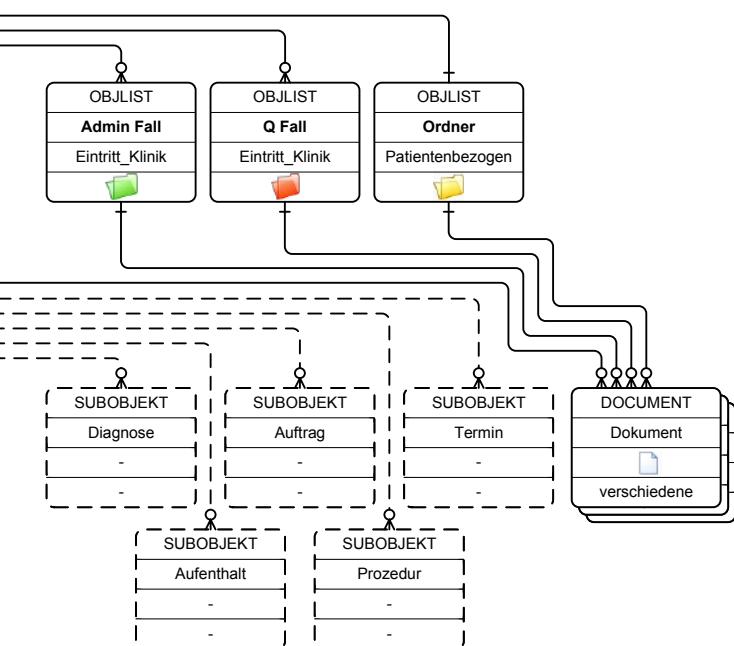 OBJLIST
Admin Fall
Eintritt_Klinik
OBJLIST
Q Fall
Eintritt_Klinik
OBJLIST
Ordner
Patientenbezogen
SUBOBJEKT
Diagnose
-
-
SUBOBJEKT
Auftrag
-
-
SUBOBJEKT
Termin
-
-
DOCUMENT
Dokument
verschiedene
SUBOBJEKT
Aufenthalt
-
-
SUBOBJEKT
Prozedur
-
-